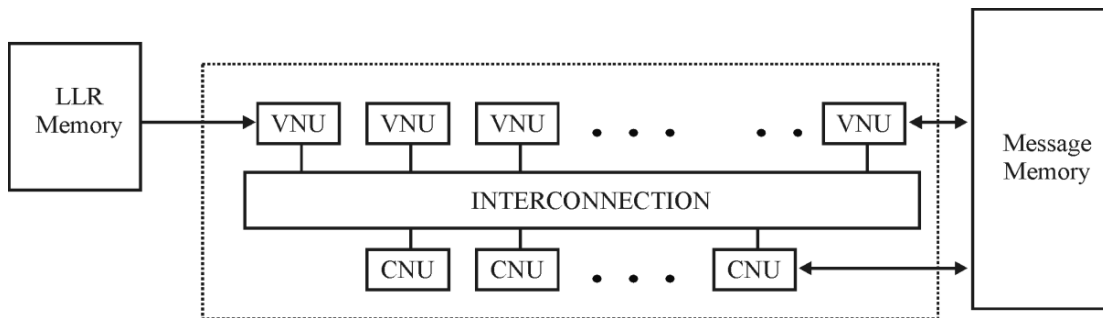 LLR
Memory
VNU VNU VNU VNU
Message
Memory
INTERCONNECTION
CNU CNU CNU